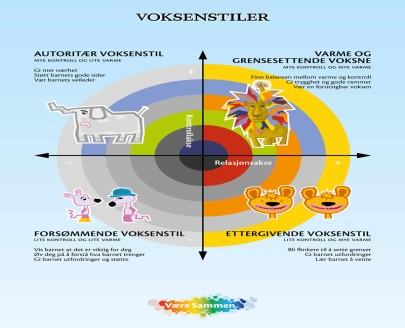 VOKSENSTILER
AUTORITÆR VOKSENSTIL
MYE KONTROLL OG LITE VARME
Gi mer nærhet
Støtt barnets gode sider
Vær barnets veileder
VARME OG
GRENSESETTENDE VOKSNE
MYE KONTROLL OG MYE VARME
Finn balansen mellom varme og kontroll
Gi trygghet og gode rammer
Vær en forutsigbar voksen
Kontrollakse
Relasjonsakse
FORSØMMENDE VOKSENSTIL
LITE KONTROLL OG LITE VARME
Vis barnet at det er viktig for deg
Øv deg på å forstå hva barnet trenger
Gi barnet utfordringer og støtte
ETTERGIVENDE VOKSENSTIL
LITE KONTROLL OG MYE VARME
Bli flinkere til å sette grenser
Gi barnet utfordringer
Lær barnet å vente
VæreSammen